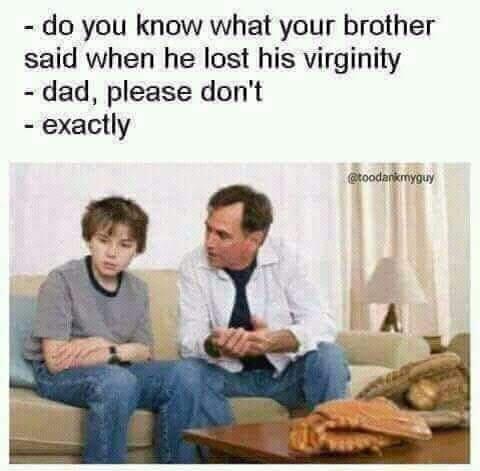 - do you know what your brother
said when he lost his virginity
- dad, please don't
- exactly
@toodankmyguy